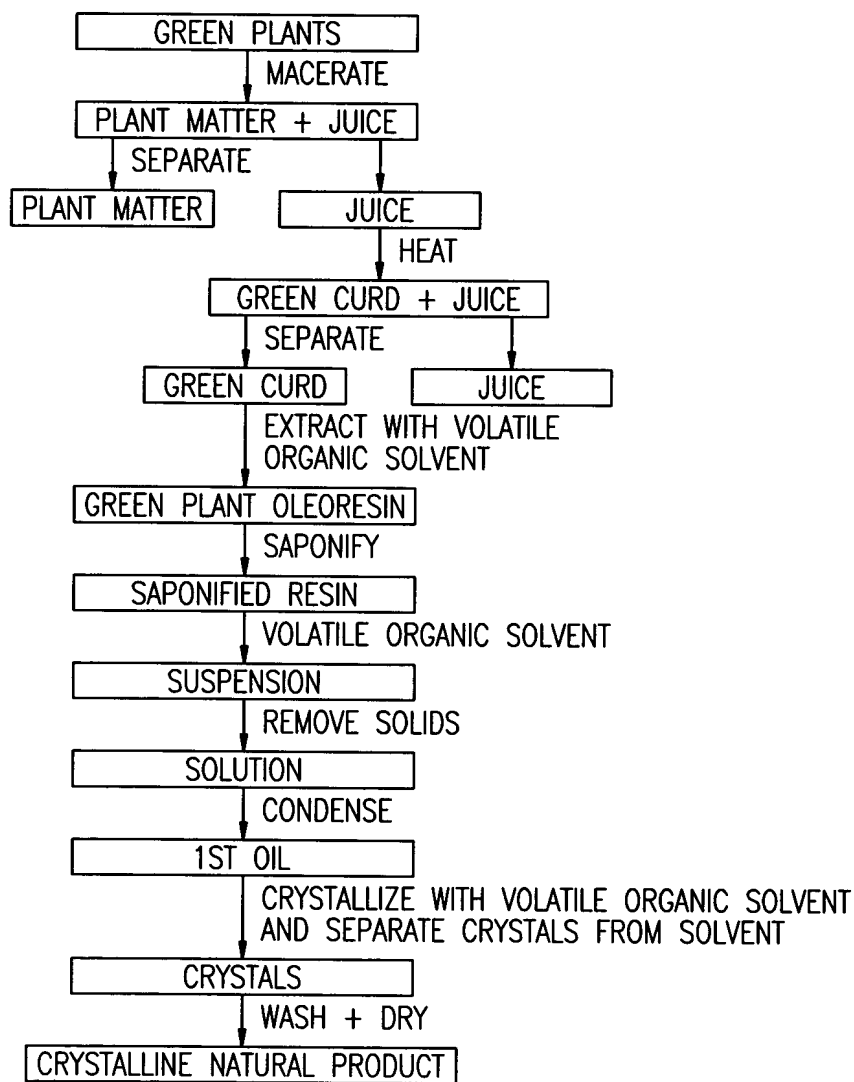 GREEN PLANTS
MACERATE
PLANT MATTER + JUICE
SEPARATE
PLANT MATTER
JUICE
HEAT
GREEN CURD + JUICE
SEPARATE
GREEN CURD
JUICE
EXTRACT WITH VOLATILE
ORGANIC SOLVENT
GREEN PLANT OLEORESIN
SAPONIFY
SAPONIFIED RESIN
VOLATILE ORGANIC SOLVENT
SUSPENSION
REMOVE SOLIDS
SOLUTION
CONDENSE
1ST OIL
CRYSTALLIZE WITH VOLATILE ORGANIC SOLVENT
AND SEPARATE CRYSTALS FROM SOLVENT
CRYSTALS
WASH + DRY
CRYSTALLINE NATURAL PRODUCT